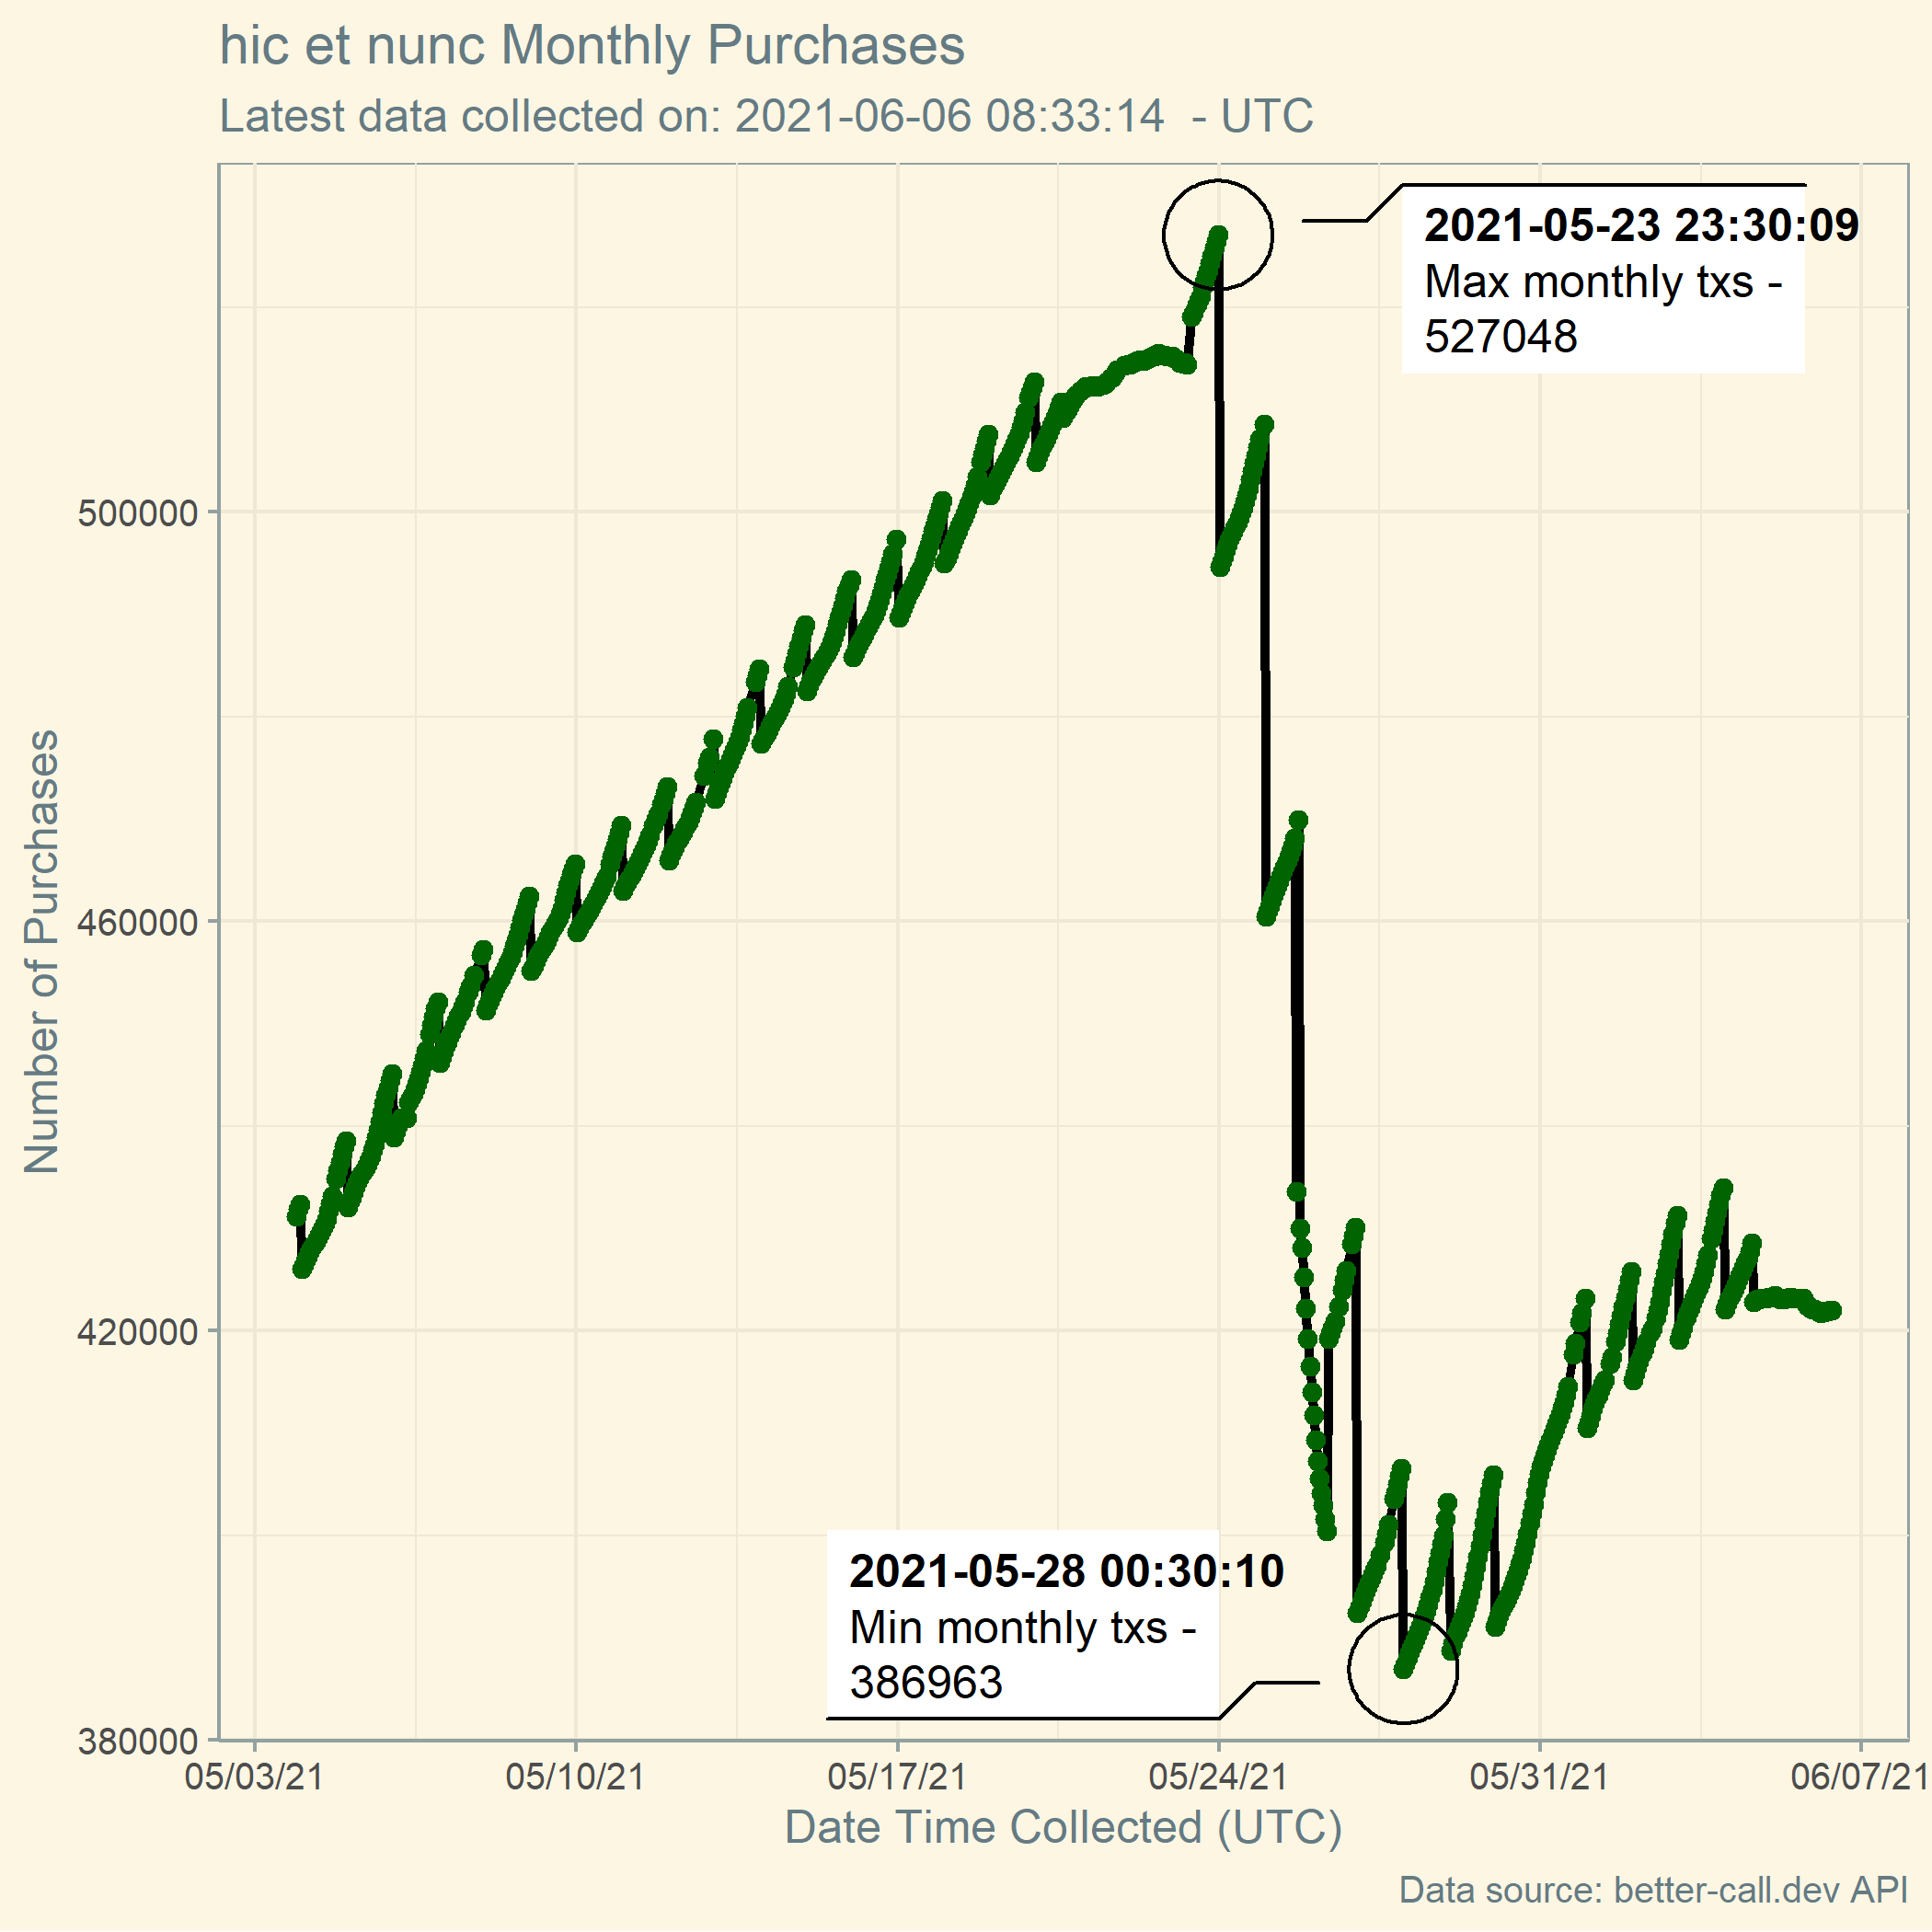 hic et nunc Monthly Purchases
Latest data collected on: 2021-06-06 08:33:14  - UTC
2021-05-23 23:30:09
Max monthly txs -
527048
500000
460000
420000
380000
Number of Purchases
2021-05-28 00:30:10
Min monthly txs -
386963
05/03/21 05/10/21 05/17/21 05/24/21 05/31/21 06/07/21
Date Time Collected (UTC)
Data source: better-call.dev API